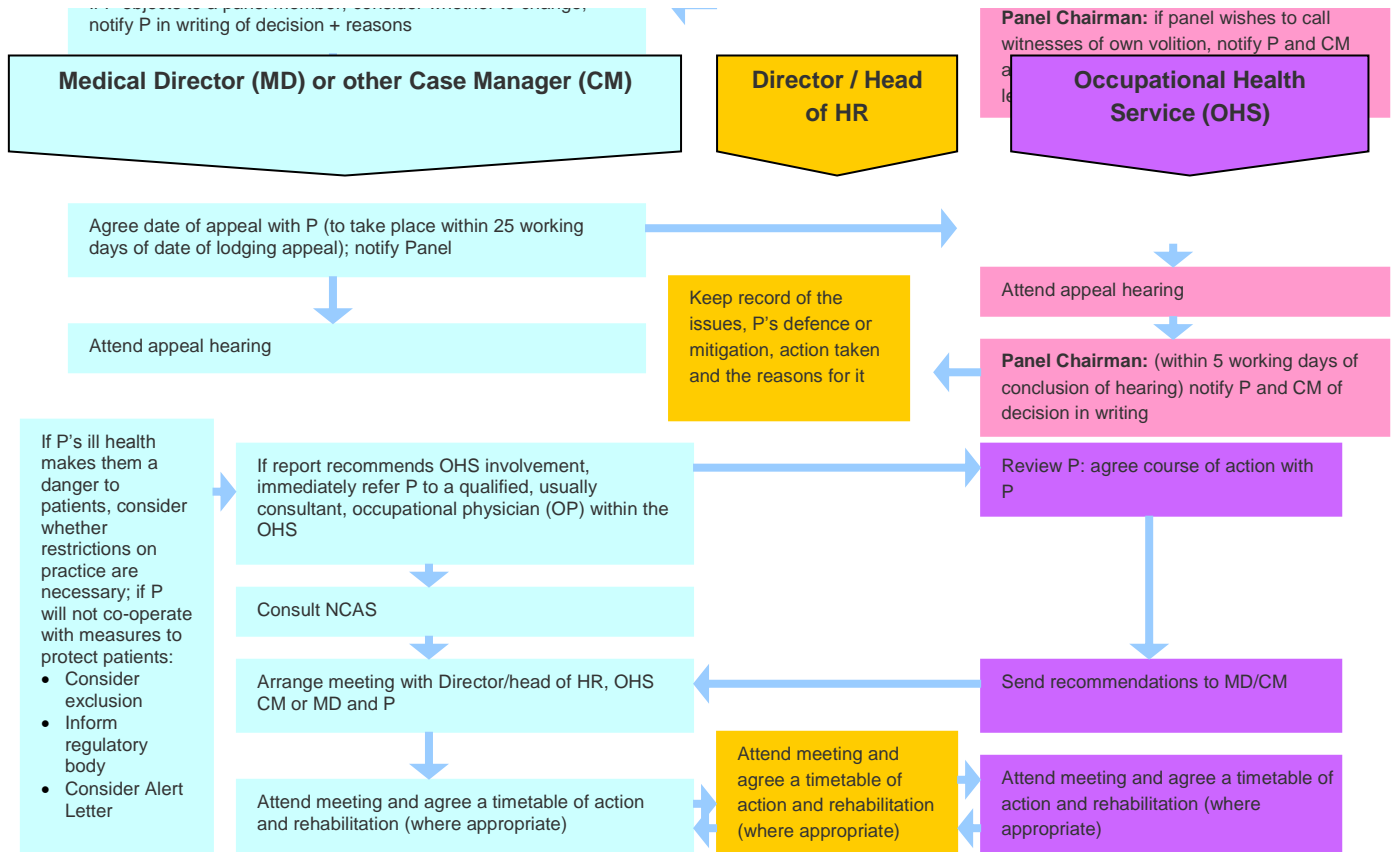 If P objects to a panel member, consider whether to change;
notify P in writing of decision + reasons
Panel Chairman: if panel wishes to call
witnesses of own volition, notify P and CM
Medical Director (MD) or other Case Manager (CM)
Director / Head
of HR
Occupational Health
Service (OHS)
Agree date of appeal with P (to take place within 25 working
days of date of lodging appeal); notify Panel
Attend appeal hearing
Keep record of the
issues, P’s defence or
mitigation, action taken
and the reasons for it
Attend appeal hearing
Panel Chairman: (within 5 working days of
conclusion of hearing) notify P and CM of
decision in writing
If P’s ill health
makes them a
danger to
patients, consider
whether
restrictions on
practice are
necessary; if P
will not co-operate
with measures to
protect patients:
• Consider
exclusion
• Inform
regulatory
body
• Consider Alert
Letter
If report recommends OHS involvement,
immediately refer P to a qualified, usually
consultant, occupational physician (OP) within the
OHS
Review P: agree course of action with
P
Consult NCAS
Arrange meeting with Director/head of HR, OHS
CM or MD and P
Send recommendations to MD/CM
Attend meeting and agree a timetable of action
and rehabilitation (where appropriate)
Attend meeting and
agree a timetable of
action and rehabilitation
(where appropriate)
Attend meeting and agree a timetable of
action and rehabilitation (where
appropriate)